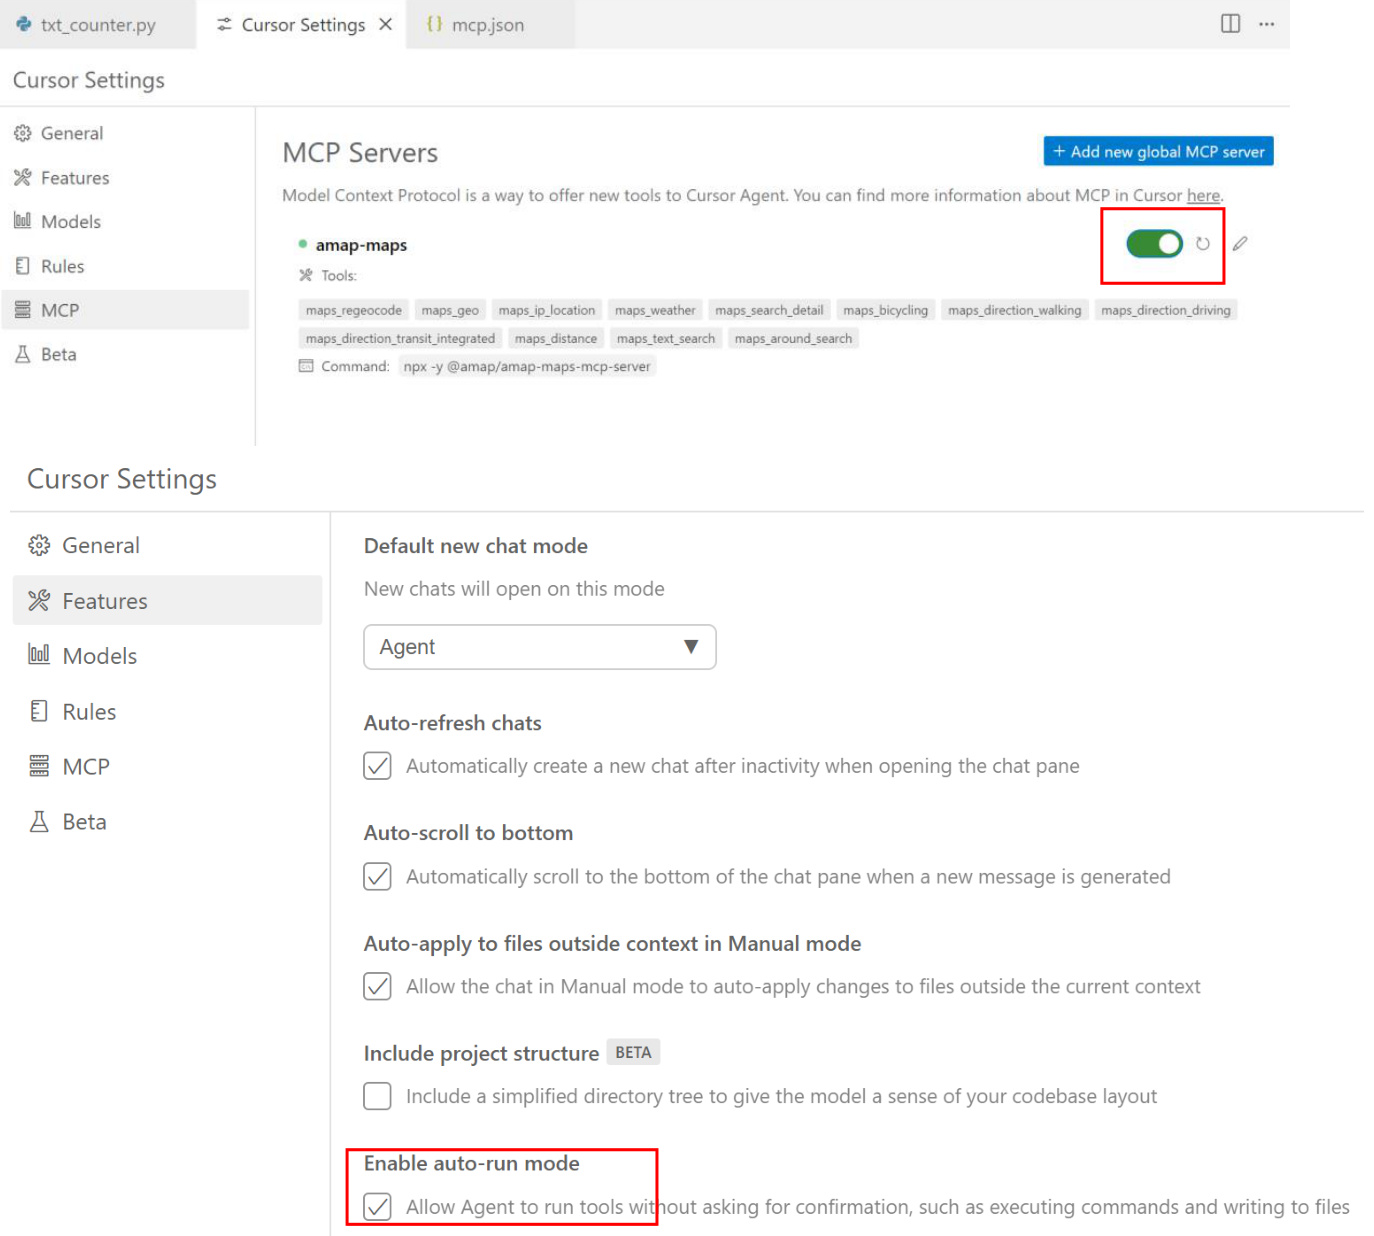 txt_counter.py Cursor Settings mcp.json
Cursor Settings
General
Features
Models
Rules
MCP
Beta
MCP Servers
+ Add new global MCP server
Model Context Protocol is a way to offer new tools to Cursor Agent. You can find more information about MCP in Cursor here.
amap-maps
Tools:
maps_regeocode maps_geo maps_ip_location maps_weather maps_search_detail maps_bicycling maps_direction_walking maps_direction_driving
maps_direction_transit_integrated maps_distance maps_text_search maps_around_search
Command: npx -y @amap/amap-maps-mcp-server
Cursor Settings
General
Features
Models
Rules
MCP
Beta
Default new chat mode
New chats will open on this mode
Agent
Auto-refresh chats
Automatically create a new chat after inactivity when opening the chat pane
Auto-scroll to bottom
Automatically scroll to the bottom of the chat pane when a new message is generated
Auto-apply to files outside context in Manual mode
Allow the chat in Manual mode to auto-apply changes to files outside the current context
Include project structure BETA
Include a simplified directory tree to give the model a sense of your codebase layout
Enable auto-run mode
Allow Agent to run tools without asking for confirmation, such as executing commands and writing to files